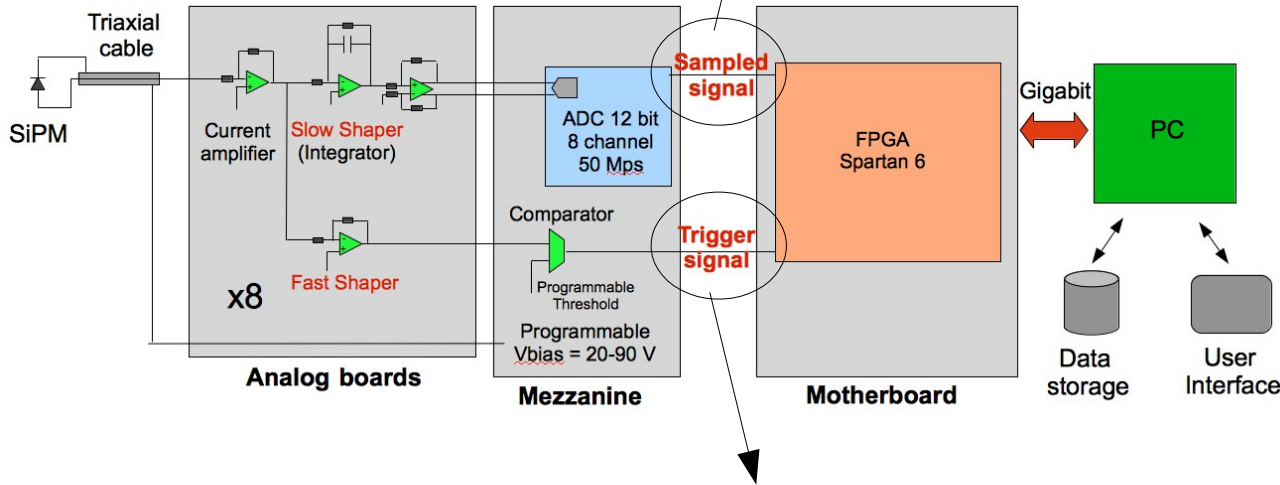 Triaxial
cable
SiPM
Current
amplifier
Slow Shaper
(Integrator)
Fast Shaper
x8
Analog boards
ADC 12 bit
8 channel
50 Mps
Comparator
Programmable
Threshold
Programmable
Vbias = 20-90 V
Mezzanine
Sampled
signal
Trigger
signal
FPGA
Spartan 6
Motherboard
Gigabit
PC
Data
storage
User
Interface